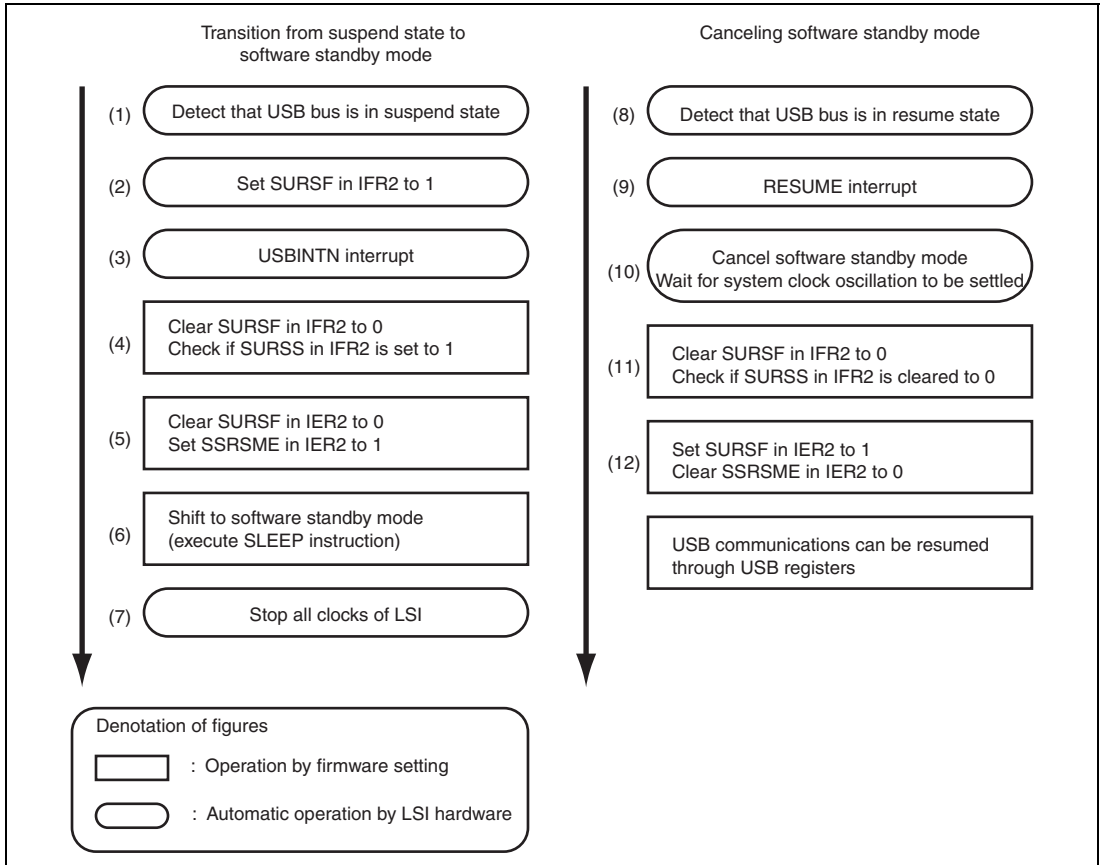 Transition from suspend state to
software standby mode
(1) Detect that USB bus is in suspend state
(2) Set SURSF in IFR2 to 1
(3) USBINTN interrupt
(4) Clear SURSF in IFR2 to 0
Check if SURSS in IFR2 is set to 1
(5) Clear SURSF in IER2 to 0
Set SSRSME in IER2 to 1
(6) Shift to software standby mode
(execute SLEEP instruction)
(7) Stop all clocks of LSI
Canceling software standby mode
(8) Detect that USB bus is in resume state
(9) RESUME interrupt
(10) Cancel software standby mode
Wait for system clock oscillation to be settled
(11) Clear SURSF in IFR2 to 0
Check if SURSS in IFR2 is cleared to 0
(12) Set SURSF in IER2 to 1
Clear SSRSME in IER2 to 0
USB communications can be resumed
through USB registers
Denotation of figures
: Operation by firmware setting
: Automatic operation by LSI hardware